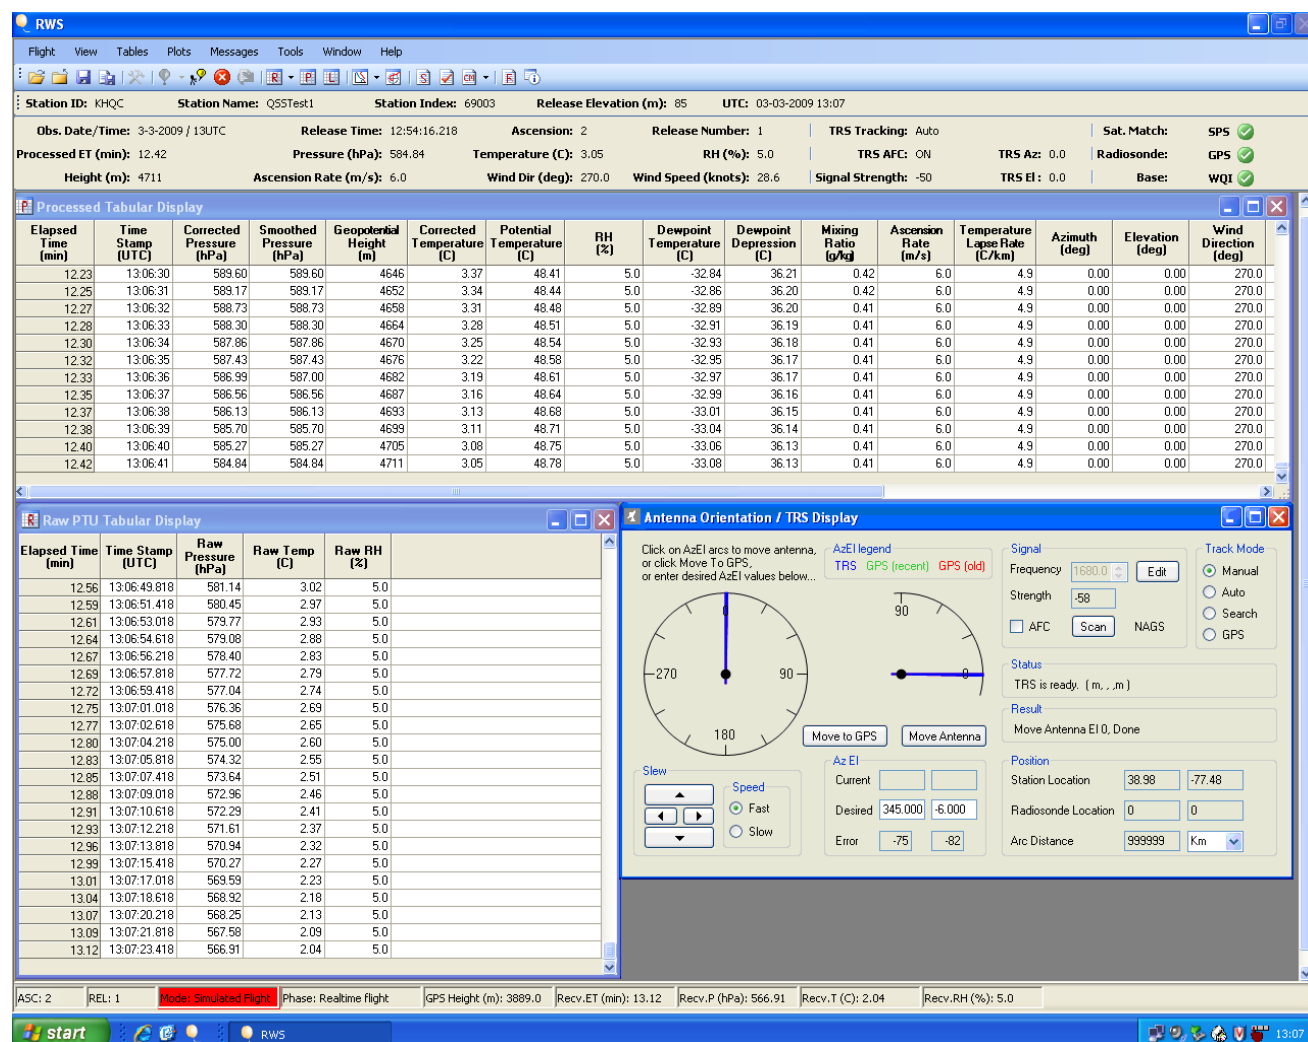 RWS
Flight View Tables Plots Messages Tools Window Help
Station ID: KHQC Station Name: QSSTest1 Station Index: 69003 Release Elevation (m): 85 UTC: 03-03-2009 13:07
Obs. Date/Time: 3-3-2009 / 13UTC Release Time: 12:54:16.218 Ascension: 2 Release Number: 1 TRS Tracking: Auto Sat. Match: SPS
Processed ET (min): 12.42 Pressure (hPa): 584.84 Temperature (C): 3.05 RH (%): 5.0 TRS AFC: ON TRS Az: 0.0 Radiosonde: GPS
Height (m): 4711 Ascension Rate (m/s): 6.0 Wind Dir (deg): 270.0 Wind Speed (knots): 28.6 Signal Strength: -50 TRS El: 0.0 Base: WQI
Processed Tabular Display
Elapsed Time (min) Time Stamp (UTC) Corrected Pressure (hPa) Smoothed Pressure (hPa) Geopotential Height (m) Corrected Temperature (C) Potential Temperature (C) RH (%) Dewpoint Temperature (C) Dewpoint Depression (C) Mixing Ratio (g/kg) Ascension Rate (m/s) Temperature Lapse Rate (C/km) Azimuth (deg) Elevation (deg) Wind Direction (deg)
12.23 13:06:30 589.60 589.60 4646 3.37 48.41 5.0 -32.84 36.21 0.42 6.0 4.9 0.00 0.00 270.0
12.25 13:06:31 589.17 589.17 4652 3.34 48.44 5.0 -32.86 36.20 0.42 6.0 4.9 0.00 0.00 270.0
12.27 13:06:32 588.73 588.73 4658 3.31 48.48 5.0 -32.89 36.20 0.41 6.0 4.9 0.00 0.00 270.0
12.28 13:06:33 588.30 588.30 4664 3.28 48.51 5.0 -32.91 36.19 0.41 6.0 4.9 0.00 0.00 270.0
12.30 13:06:34 587.86 587.86 4670 3.25 48.54 5.0 -32.93 36.18 0.41 6.0 4.9 0.00 0.00 270.0
12.32 13:06:35 587.43 587.43 4676 3.22 48.58 5.0 -32.95 36.17 0.41 6.0 4.9 0.00 0.00 270.0
12.33 13:06:36 586.99 587.00 4682 3.19 48.61 5.0 -32.97 36.17 0.41 6.0 4.9 0.00 0.00 270.0
12.35 13:06:37 586.56 586.56 4687 3.16 48.64 5.0 -32.99 36.16 0.41 6.0 4.9 0.00 0.00 270.0
12.37 13:06:38 586.13 586.13 4693 3.13 48.68 5.0 -33.01 36.15 0.41 6.0 4.9 0.00 0.00 270.0
12.38 13:06:39 585.70 585.70 4699 3.11 48.71 5.0 -33.04 36.14 0.41 6.0 4.9 0.00 0.00 270.0
12.40 13:06:40 585.27 585.27 4705 3.08 48.75 5.0 -33.06 36.13 0.41 6.0 4.9 0.00 0.00 270.0
12.42 13:06:41 584.84 584.84 4711 3.05 48.78 5.0 -33.08 36.13 0.41 6.0 4.9 0.00 0.00 270.0
Raw PTU Tabular Display
Elapsed Time (min) Time Stamp (UTC) Raw Pressure (hPa) Raw Temp (C) Raw RH (%)
12.56 13:06:49.818 581.14 3.02 5.0
12.59 13:06:51.418 580.45 2.97 5.0
12.61 13:06:53.018 579.77 2.93 5.0
12.64 13:06:54.618 579.08 2.88 5.0
12.67 13:06:56.218 578.40 2.83 5.0
12.69 13:06:57.818 577.72 2.79 5.0
12.72 13:06:59.418 577.04 2.74 5.0
12.75 13:07:01.018 576.36 2.69 5.0
12.77 13:07:02.618 575.68 2.65 5.0
12.80 13:07:04.218 575.00 2.60 5.0
12.83 13:07:05.818 574.32 2.55 5.0
12.85 13:07:07.418 573.64 2.51 5.0
12.88 13:07:09.018 572.96 2.46 5.0
12.91 13:07:10.618 572.29 2.41 5.0
12.93 13:07:12.218 571.61 2.37 5.0
12.96 13:07:13.818 570.94 2.32 5.0
12.99 13:07:15.418 570.27 2.27 5.0
13.01 13:07:17.018 569.59 2.23 5.0
13.04 13:07:18.618 568.92 2.18 5.0
13.07 13:07:20.218 568.25 2.13 5.0
13.09 13:07:21.818 567.58 2.09 5.0
13.12 13:07:23.418 566.91 2.04 5.0
Antenna Orientation / TRS Display
Click on AzEl arcs to move antenna,
or click Move To GPS,
or enter desired AzEl values below...
AzEl legend
TRS GPS (recent) GPS (old)
0 90 180 270
90 0
Move to GPS Move Antenna
Slew
Speed
Fast
Slow
Az El
Current
Desired 345.000 -6.000
Error -75 -82
Signal
Frequency 1680.0 Edit
Strength -58
AFC Scan NAGS
Track Mode
Manual
Auto
Search
GPS
Status
TRS is ready. ( m, , ,m )
Result
Move Antenna El 0, Done
Position
Station Location 38.98 -77.48
Radiosonde Location 0 0
Arc Distance 999999 Km
ASC: 2 REL: 1 Mode: Simulated Flight Phase: Realtime flight GPS Height (m): 3889.0 Recv.ET (min): 13.12 Recv.P (hPa): 566.91 Recv.T (C): 2.04 Recv.RH (%): 5.0
start RWS 13:07